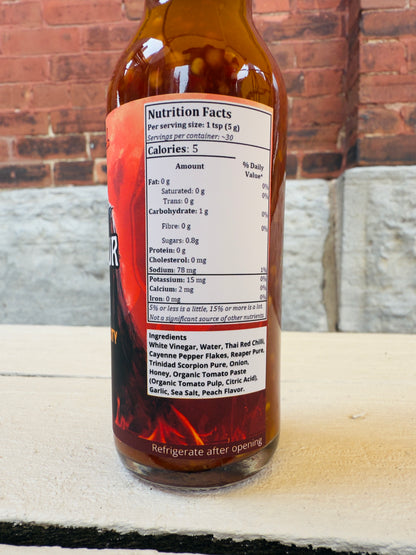 Nutrition Facts
Per serving size: 1 tsp (5 g)
Servings per container: ~30
Calories: 5
Amount % Daily
Value*
Fat: 0 g 0%
Saturated: 0 g
Trans: 0 g 0%
Carbohydrate: 1 g 0%
Fibre: 0 g 0%
Sugars: 0.8g
Protein: 0 g
Cholesterol: 0 mg
Sodium: 78 mg 1%
Potassium: 15 mg 0%
Calcium: 2 mg 0%
Iron: 0 mg 0%
5% or less is a little, 15% or more is a lot.
Not a significant source of other nutrients.
Ingredients
White Vinegar, Water, Thai Red Chilli,
Cayenne Pepper Flakes, Reaper Pure,
Trinidad Scorpion Pure, Onion,
Honey, Organic Tomato Paste
(Organic Tomato Pulp, Citric Acid),
Garlic, Sea Salt, Peach Flavor.
Refrigerate after opening